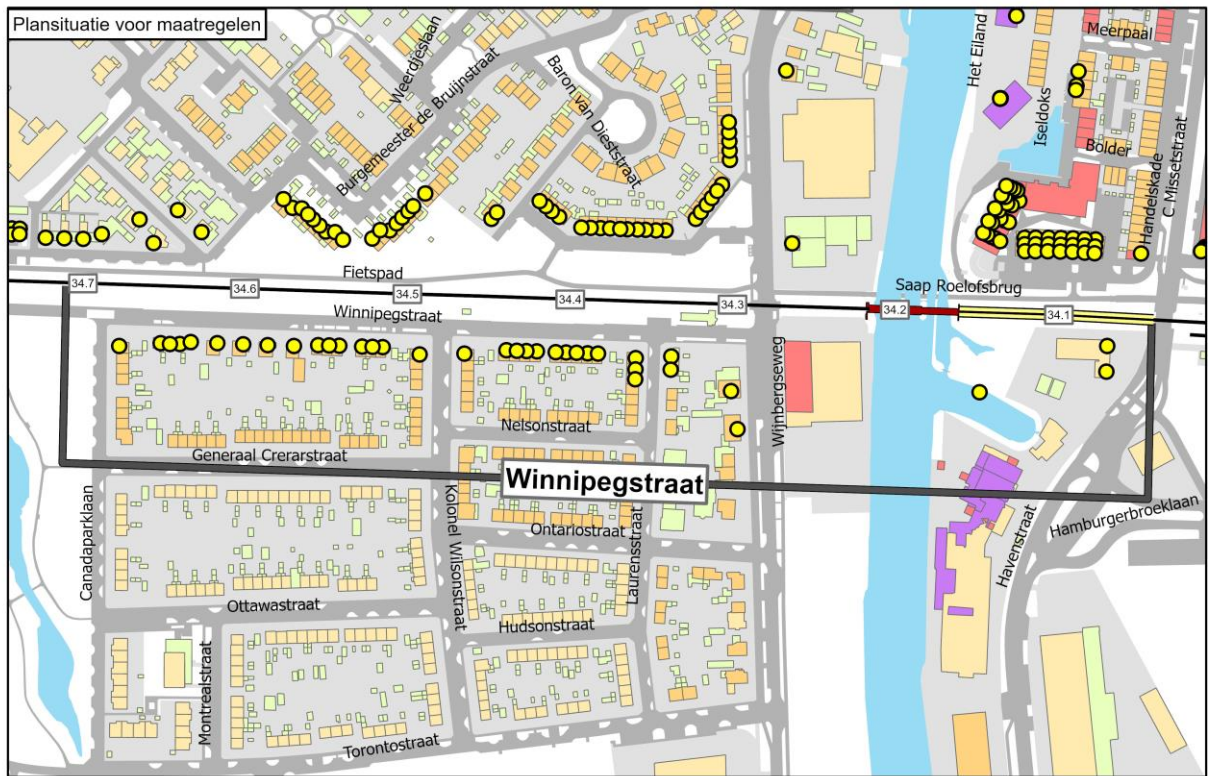 Plansituatie voor maatregelen
Meerpaal
Het Eiland
Weerdjeslaan
Burgemeester de Bruijnstraat
Baron van Dieststraat
Iseldoks
Bolder
C. Missetstraat
Handelskade
Fietspad
Saap Roelofsbrug
34.7
34.6
34.5
34.4
34.3
34.2
34.1
Winnipegstraat
Wijnbergseweg
Nelsonstraat
Generaal Crerarstraat
Winnipegstraat
Canadaparklaan
Kolonel Wilsonstraat
Ontariostraat
Laurensstraat
Hamburgerbroeklaan
Havenstraat
Ottawastraat
Hudsonstraat
Montrealstraat
Torontostraat